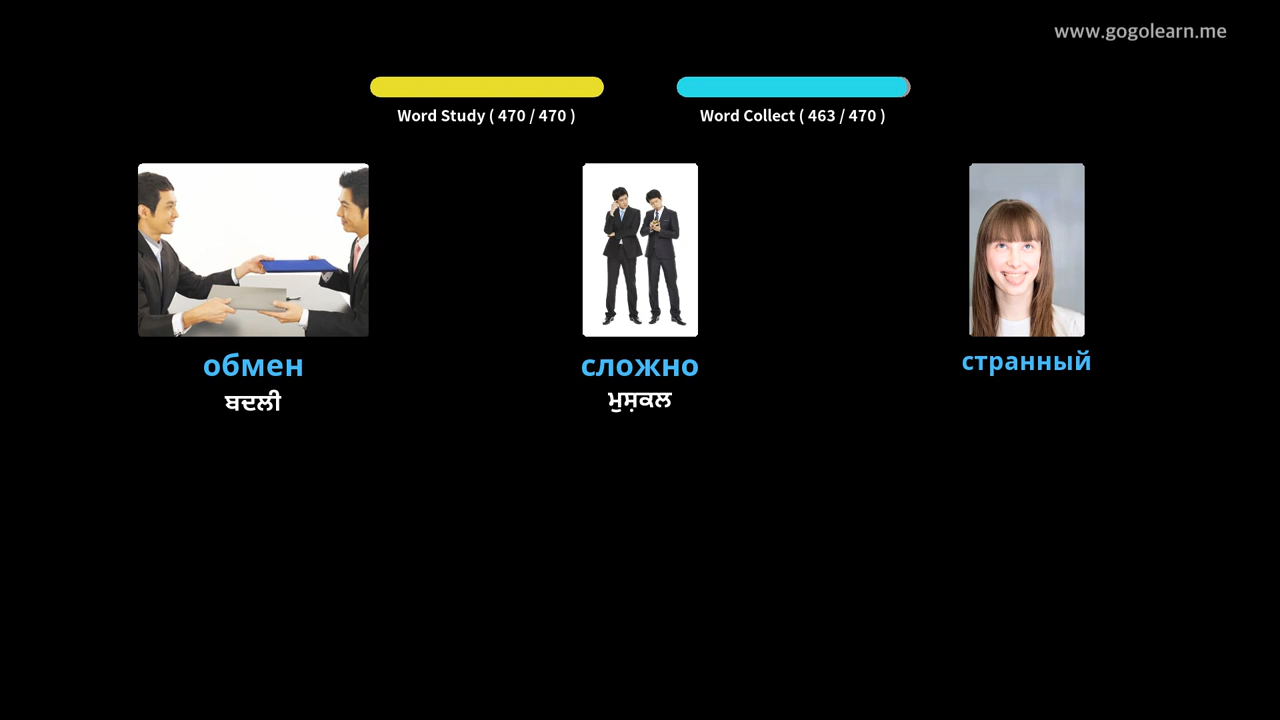 www.gogolearn.me
Word Study ( 470 / 470 )
Word Collect ( 463 / 470 )
обмен
сложно
странный
ਬਦਲੀ
ਮੁਸ਼ਕਲ